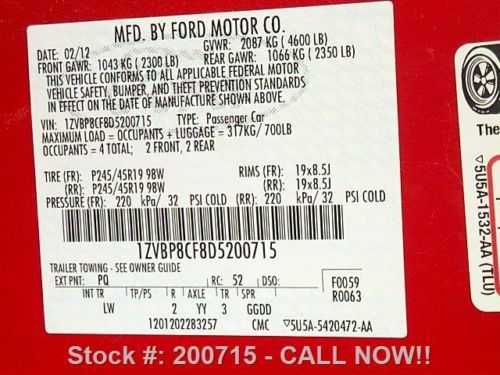 MFD. BY FORD MOTOR CO.
DATE: 02/12 GVWR: 2087 KG ( 4600 LB)
FRONT GAWR: 1043 KG ( 2300 LB) REAR GAWR: 1066 KG ( 2350 LB)
THIS VEHICLE CONFORMS TO ALL APPLICABLE FEDERAL MOTOR
VEHICLE SAFETY, BUMPER, AND THEFT PREVENTION STANDARDS
IN EFFECT ON THE DATE OF MANUFACTURE SHOWN ABOVE.
VIN: 1ZVBP8CF8D5200715 TYPE: Passenger Car
MAXIMUM LOAD = OCCUPANTS + LUGGAGE = 317KG/ 700LB
OCCUPANTS = 4 TOTAL; 2 FRONT, 2 REAR
TIRE (FR): P245/45R19 98W RIMS (FR): 19x8.5J
(RR): P245/45R19 98W (RR): 19x8.5J
PRESSURE (FR): 220 kPa/ 32 PSI COLD (RR): 220 kPa/ 32 PSI COLD
1ZVBP8CF8D5200715
TRAILER TOWING - SEE OWNER GUIDE
EXT PNT: PQ RC: 52 DSO: F0059
INT TR TP/PS R AXLE TR SPR R0063
LW 2 YY 3 GGDD
1201202283257 CMC 5U5A-5420472-AA
The
5U5A-1532-AA (TLU)
Stock #: 200715 - CALL NOW!!